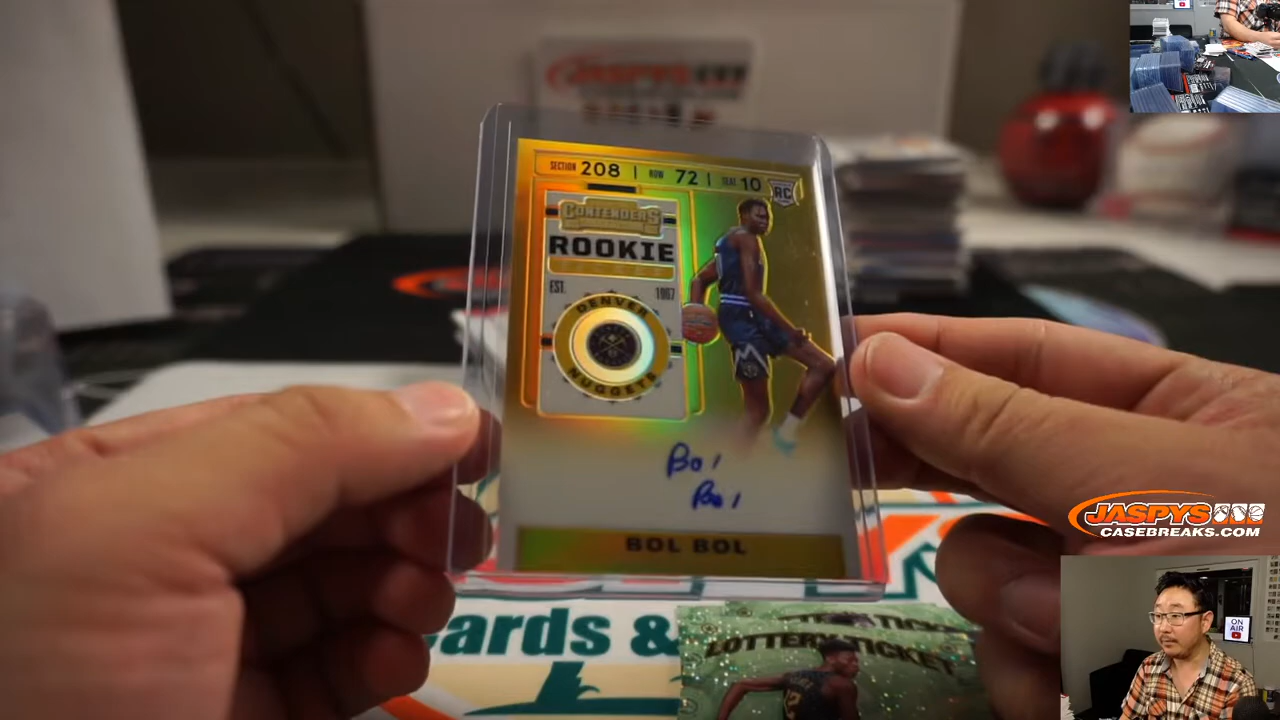 JASPYS
SECTION 208 | ROW 72 | SEAT 10
RC
CONTENDERS
ROOKIE
EST. 1967
DENVER
NUGGETS
Bol
Bol
BOL BOL
ards &
LOTTERY TICKET
JASPYS
CASEBREAKS.COM
ON
AIR